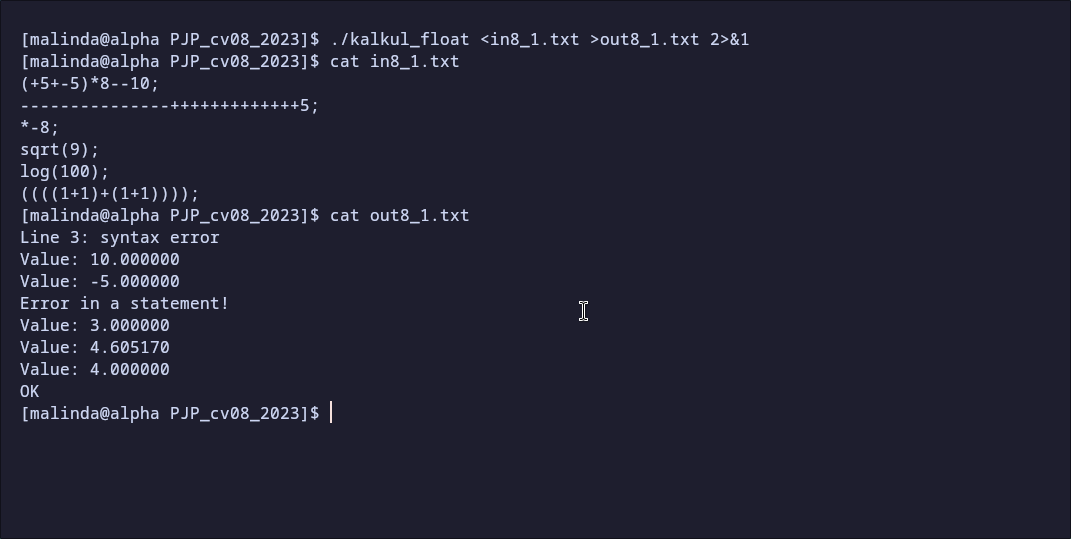 [malinda@alpha PJP_cv08_2023]$ ./kalkul_float <in8_1.txt >out8_1.txt 2>&1
[malinda@alpha PJP_cv08_2023]$ cat in8_1.txt
(+5+-5)*8--10;
---------------+++++++++++++5;
*-8;
sqrt(9);
log(100);
((((1+1)+(1+1))));
[malinda@alpha PJP_cv08_2023]$ cat out8_1.txt
Line 3: syntax error
Value: 10.000000
Value: -5.000000
Error in a statement!
Value: 3.000000
Value: 4.605170
Value: 4.000000
OK
[malinda@alpha PJP_cv08_2023]$